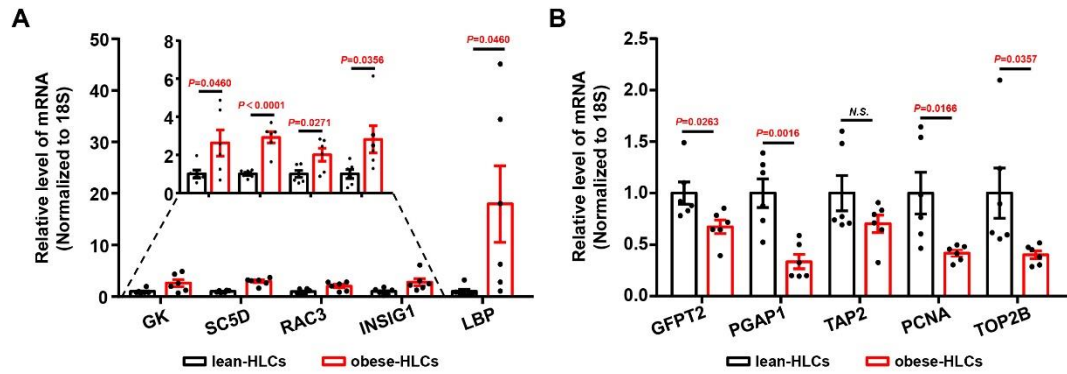 A
Relative level of mRNA
(Normalized to 18S)
50
40
30
20
10
0
8
6
4
2
0
P=0.0460
P<0.0001
P=0.0271
P=0.0356
P=0.0460
GK
SC5D
RAC3
INSIG1
LBP
lean-HLCs
obese-HLCs
B
Relative level of mRNA
(Normalized to 18S)
2.5
2.0
1.5
1.0
0.5
0.0
P=0.0263
P=0.0016
N.S.
P=0.0166
P=0.0357
GFPT2
PGAP1
TAP2
PCNA
TOP2B
lean-HLCs
obese-HLCs